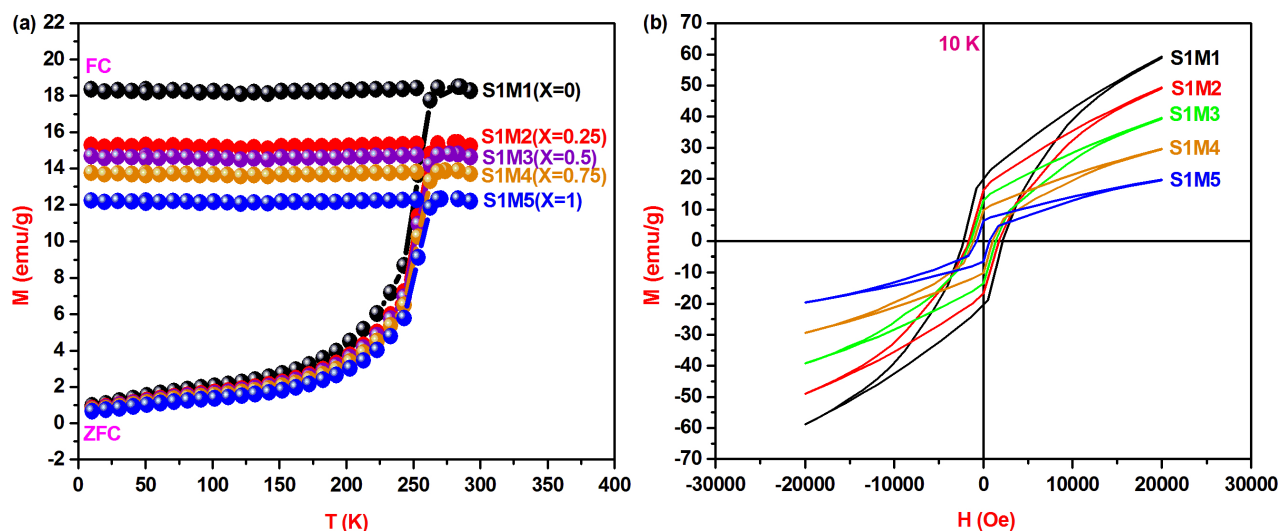 (a)
22
20
18
16
14
12
10
8
6
4
2
0
-2
M (emu/g)
FC
S1M1(X=0)
S1M2(X=0.25)
S1M3(X=0.5)
S1M4(X=0.75)
S1M5(X=1)
ZFC
0 50 100 150 200 250 300 350 400
T (K)
(b)
70
60
50
40
30
20
10
0
-10
-20
-30
-40
-50
-60
-70
M (emu/g)
10 K
S1M1
S1M2
S1M3
S1M4
S1M5
-30000 -20000 -10000 0 10000 20000 30000
H (Oe)